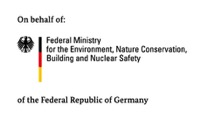 On behalf of:
Federal Ministry
for the Environment, Nature Conservation,
Building and Nuclear Safety
of the Federal Republic of Germany